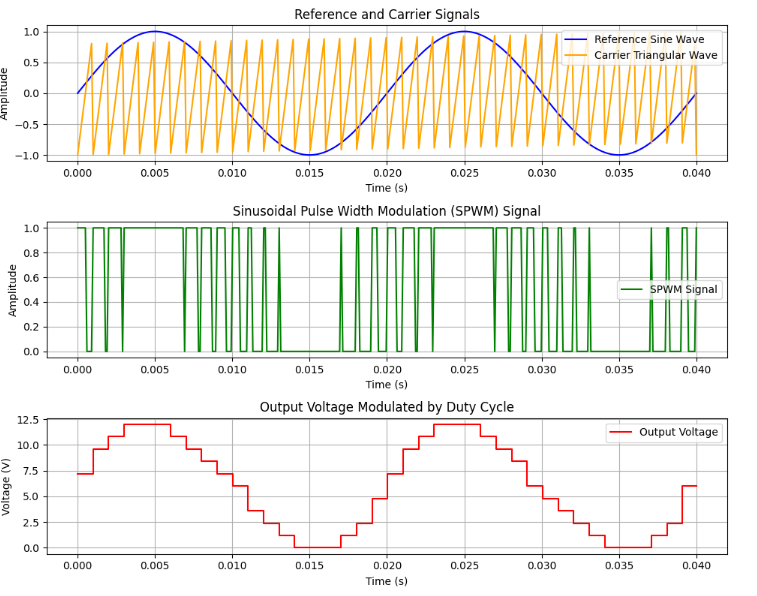 Reference and Carrier Signals
Amplitude
1.0
0.5
0.0
−0.5
−1.0
Reference Sine Wave
Carrier Triangular Wave
0.000 0.005 0.010 0.015 0.020 0.025 0.030 0.035 0.040
Time (s)
Sinusoidal Pulse Width Modulation (SPWM) Signal
Amplitude
1.0
0.8
0.6
0.4
0.2
0.0
SPWM Signal
0.000 0.005 0.010 0.015 0.020 0.025 0.030 0.035 0.040
Time (s)
Output Voltage Modulated by Duty Cycle
Voltage (V)
12.5
10.0
7.5
5.0
2.5
0.0
Output Voltage
0.000 0.005 0.010 0.015 0.020 0.025 0.030 0.035 0.040
Time (s)